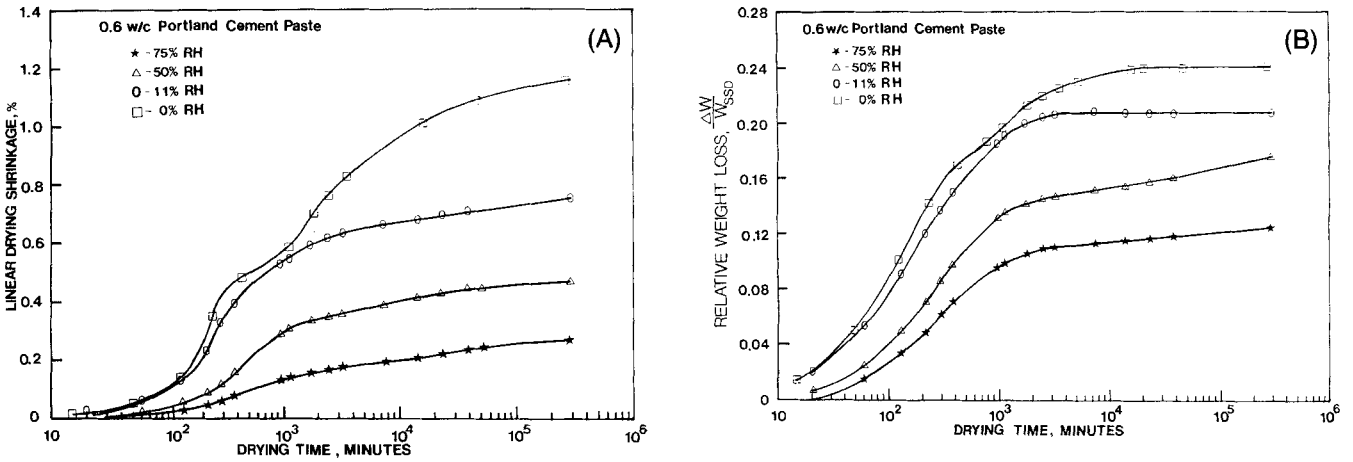 (A)
0.6 w/c Portland Cement Paste
★ - 75% RH
△ - 50% RH
O - 11% RH
□ - 0% RH
LINEAR DRYING SHRINKAGE, %
1.4
1.2
1.0
0.8
0.6
0.4
0.2
0
10 10² 10³ 10⁴ 10⁵ 10⁶
DRYING TIME, MINUTES
(B)
0.6 w/c Portland Cement Paste
★ - 75% RH
△ - 50% RH
O - 11% RH
□ - 0% RH
RELATIVE WEIGHT LOSS, ΔW/W_SSD
0.28
0.24
0.20
0.16
0.12
0.08
0.04
0
10 10² 10³ 10⁴ 10⁵ 10⁶
DRYING TIME, MINUTES